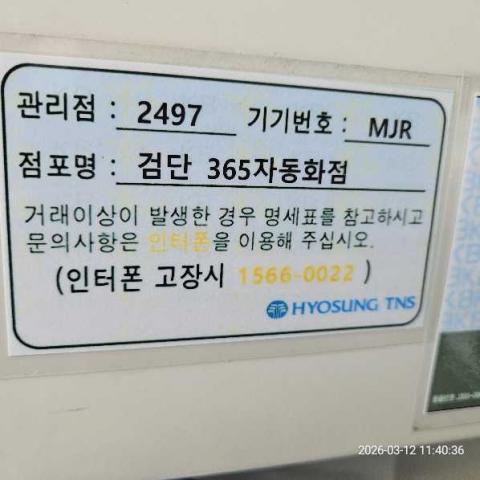 관리점 : 2497 기기번호 : MJR
점포명 : 검단 365자동화점
거래이상이 발생한 경우 명세표를 참고하시고
문의사항은 인터폰을 이용해 주십시오.
(인터폰 고장시 1566-0022 )
HYOSUNG TNS
2026-03-12 11:40:36